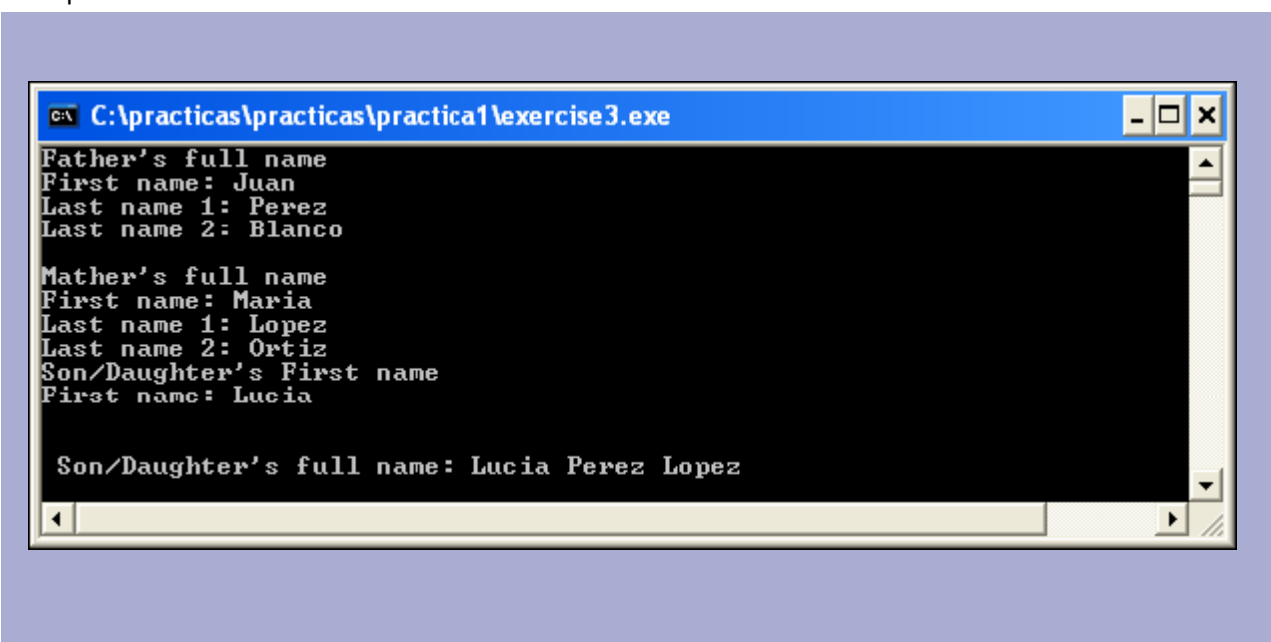 C:\practicas\practicas\practica1\exercise3.exe
Father's full name
First name: Juan
Last name 1: Perez
Last name 2: Blanco
Mather's full name
First name: Maria
Last name 1: Lopez
Last name 2: Ortiz
Son/Daughter's First name
First name: Lucia
Son/Daughter's full name: Lucia Perez Lopez